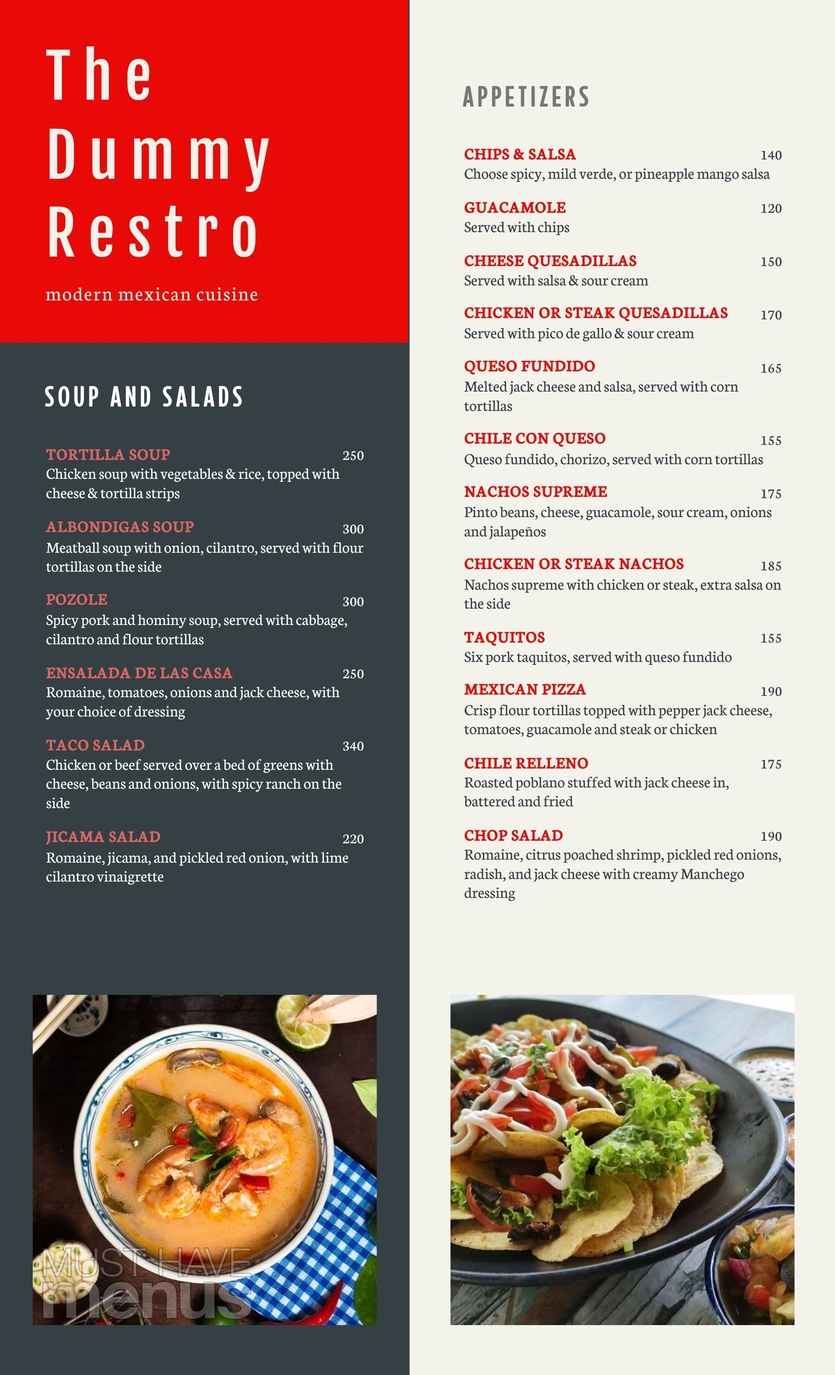 The
Dummy
Restro
modern mexican cuisine
SOUP AND SALADS
TORTILLA SOUP 250
Chicken soup with vegetables & rice, topped with
cheese & tortilla strips
ALBONDIGAS SOUP 300
Meatball soup with onion, cilantro, served with flour
tortillas on the side
POZOLE 300
Spicy pork and hominy soup, served with cabbage,
cilantro and flour tortillas
ENSALADA DE LAS CASA 250
Romaine, tomatoes, onions and jack cheese, with
your choice of dressing
TACO SALAD 340
Chicken or beef served over a bed of greens with
cheese, beans and onions, with spicy ranch on the
side
JICAMA SALAD 220
Romaine, jicama, and pickled red onion, with lime
cilantro vinaigrette
MUST HAVE
menus
APPETIZERS
CHIPS & SALSA 140
Choose spicy, mild verde, or pineapple mango salsa
GUACAMOLE 120
Served with chips
CHEESE QUESADILLAS 150
Served with salsa & sour cream
CHICKEN OR STEAK QUESADILLAS 170
Served with pico de gallo & sour cream
QUESO FUNDIDO 165
Melted jack cheese and salsa, served with corn
tortillas
CHILE CON QUESO 155
Queso fundido, chorizo, served with corn tortillas
NACHOS SUPREME 175
Pinto beans, cheese, guacamole, sour cream, onions
and jalapeños
CHICKEN OR STEAK NACHOS 185
Nachos supreme with chicken or steak, extra salsa on
the side
TAQUITOS 155
Six pork taquitos, served with queso fundido
MEXICAN PIZZA 190
Crisp flour tortillas topped with pepper jack cheese,
tomatoes, guacamole and steak or chicken
CHILE RELLENO 175
Roasted poblano stuffed with jack cheese in,
battered and fried
CHOP SALAD 190
Romaine, citrus poached shrimp, pickled red onions,
radish, and jack cheese with creamy Manchego
dressing